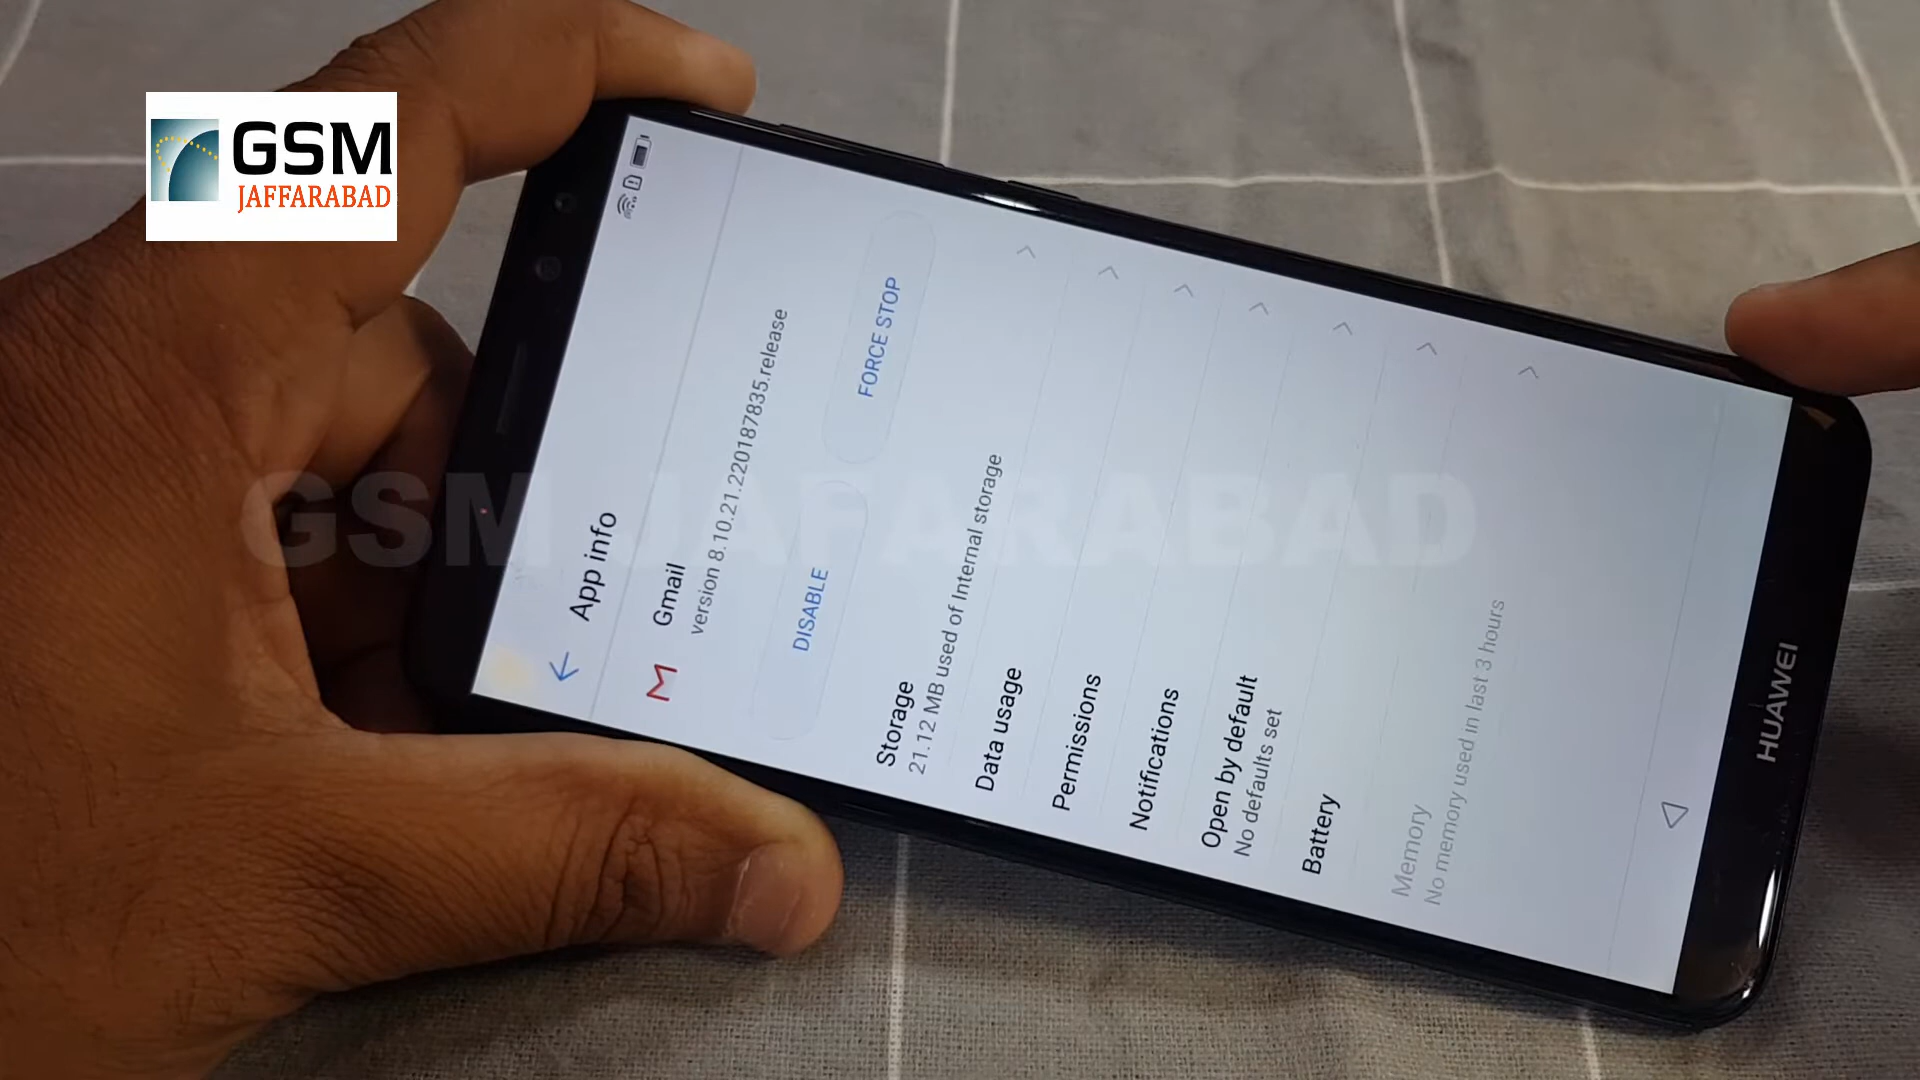 GSM
JAFFARABAD
GSM JAFARABAD
App info
Gmail
version 8.10.21.220187835.release
DISABLE
FORCE STOP
Storage
21.12 MB used of Internal storage
Data usage
Permissions
Notifications
Open by default
No defaults set
Battery
Memory
No memory used in last 3 hours
HUAWEI